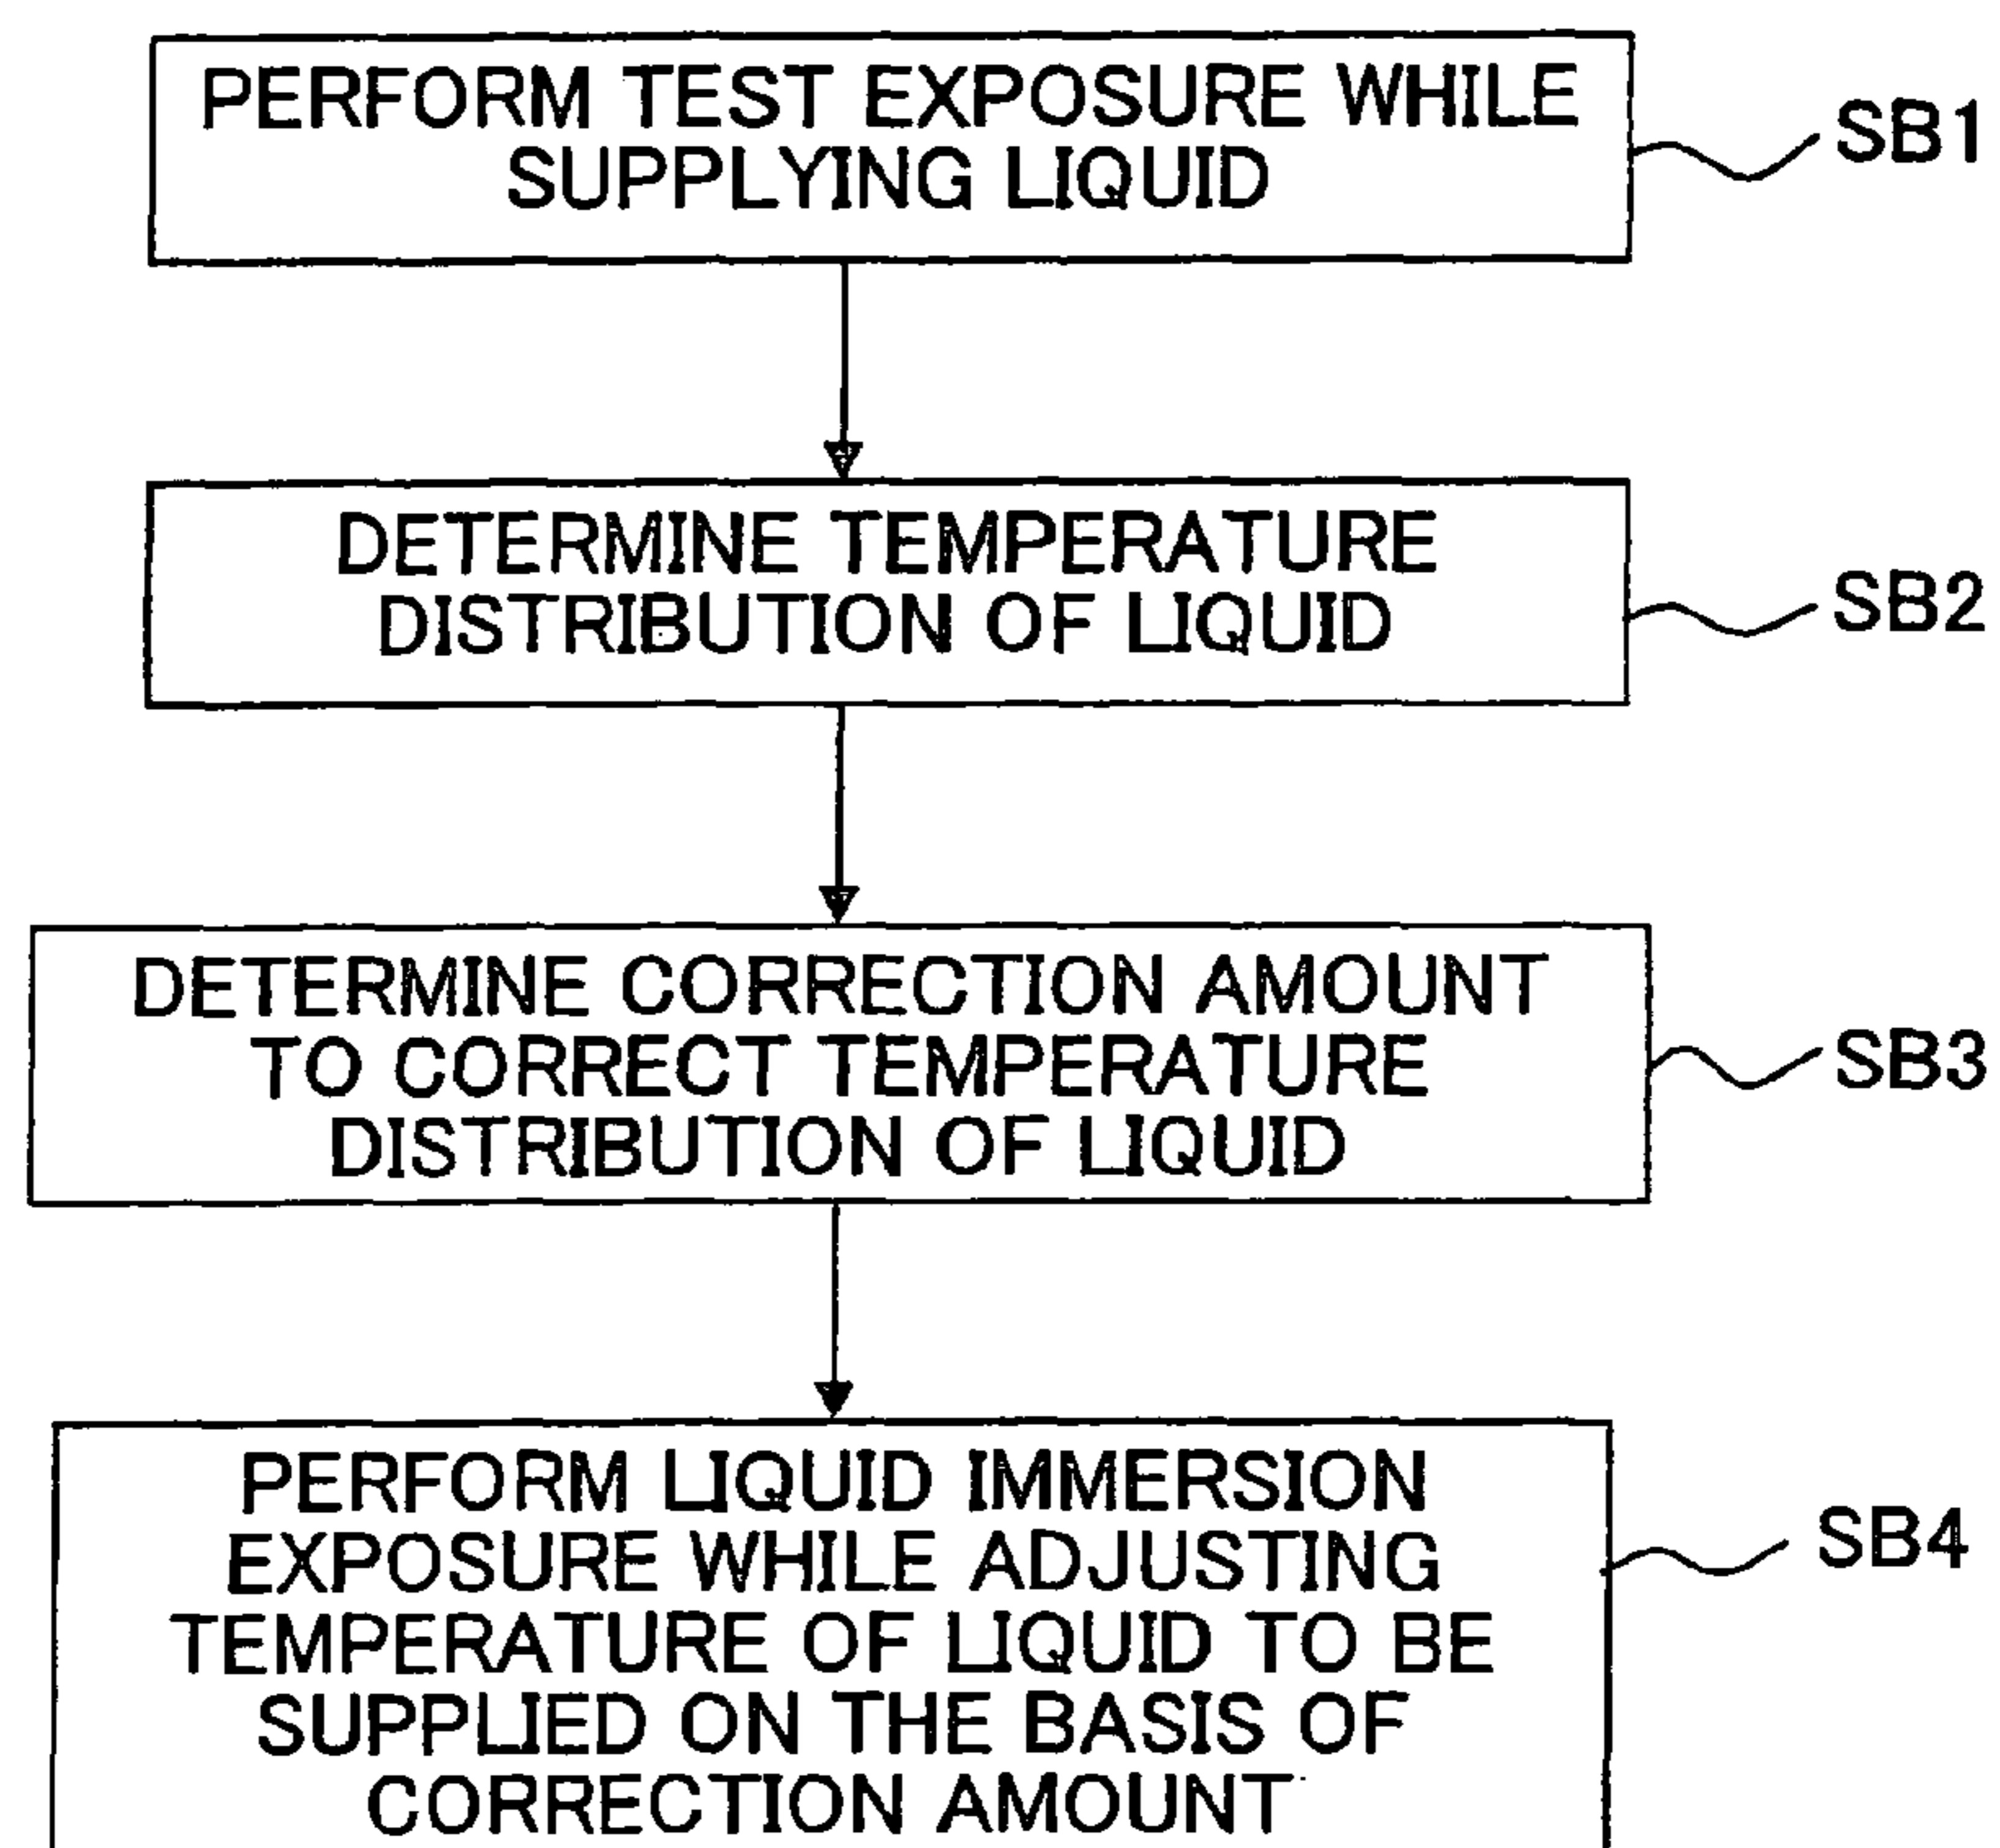 PERFORM TEST EXPOSURE WHILE
SUPPLYING LIQUID
SB1
DETERMINE TEMPERATURE
DISTRIBUTION OF LIQUID
SB2
DETERMINE CORRECTION AMOUNT
TO CORRECT TEMPERATURE
DISTRIBUTION OF LIQUID
SB3
PERFORM LIQUID IMMERSION
EXPOSURE WHILE ADJUSTING
TEMPERATURE OF LIQUID TO BE
SUPPLIED ON THE BASIS OF
CORRECTION AMOUNT
SB4